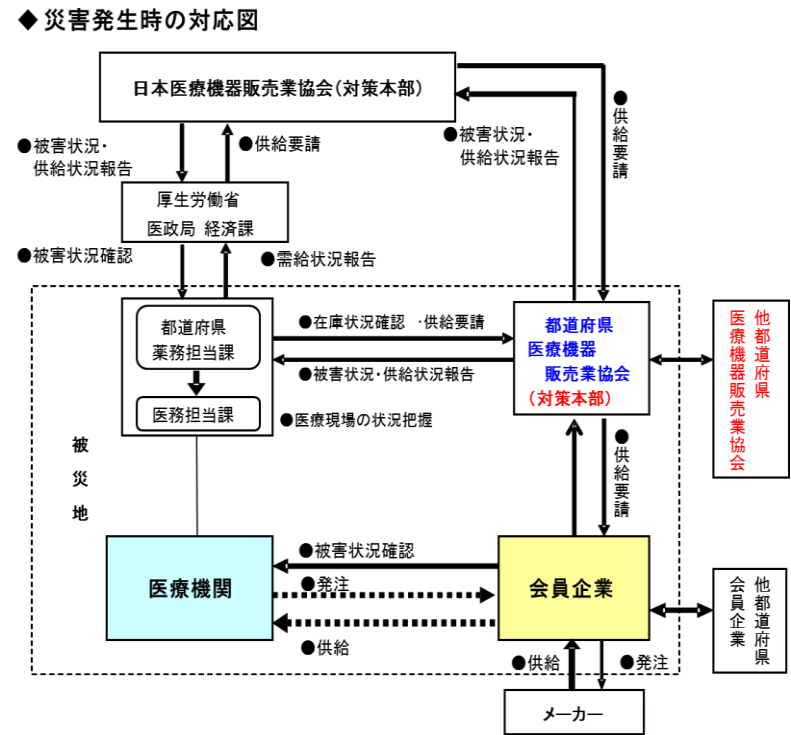 ◆ 災害発生時の対応図
日本医療機器販売業協会(対策本部)
●被害状況・
供給状況報告
●供給要請
●被害状況・
供給状況報告
●供給要請
厚生労働省
医政局 経済課
●被害状況確認
●需給状況報告
都道府県
薬務担当課
医務担当課
●在庫状況確認 ・供給要請
●被害状況・供給状況報告
●医療現場の状況把握
都道府県
医療機器
販売業協会
(対策本部)
他都道府県
医療機器販売業協会
被災地
●供給要請
医療機関
●被害状況確認
●発注
●供給
会員企業
他都道府県
会員企業
●供給
●発注
メーカー